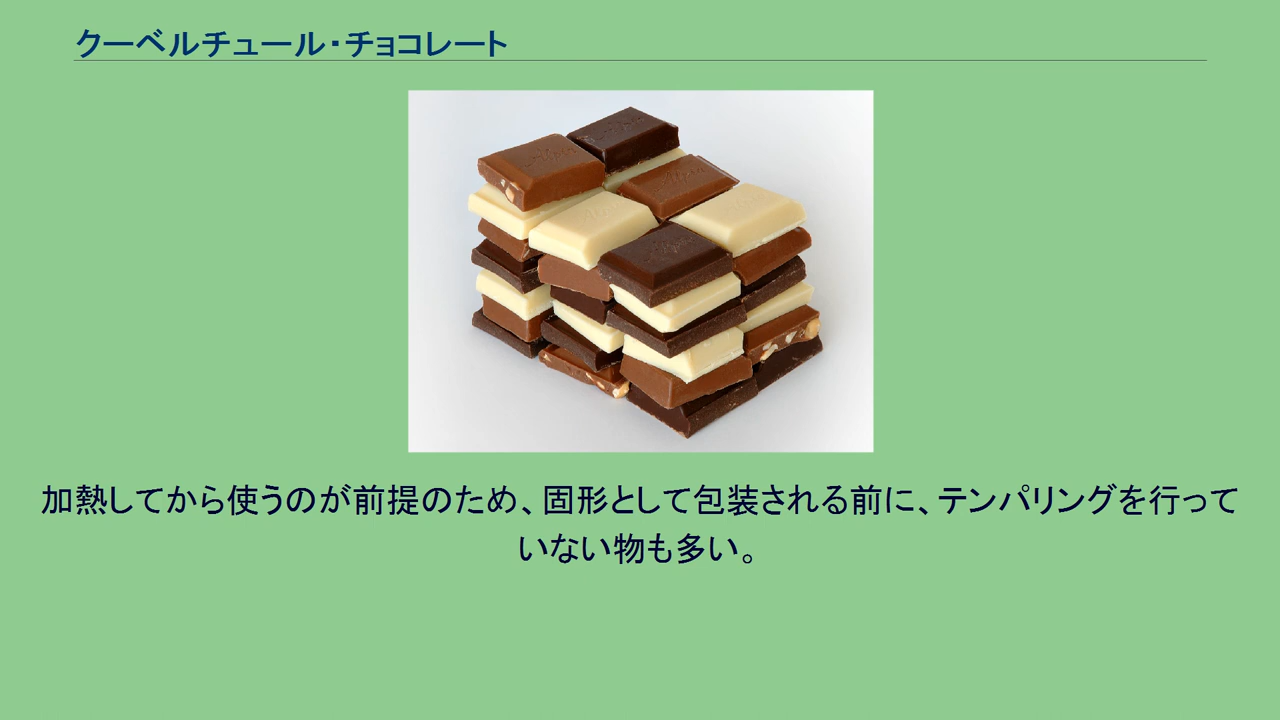 クーベルチュール・チョコレート
加熱してから使うのが前提のため、固形として包装される前に、テンパリングを行って
いない物も多い。